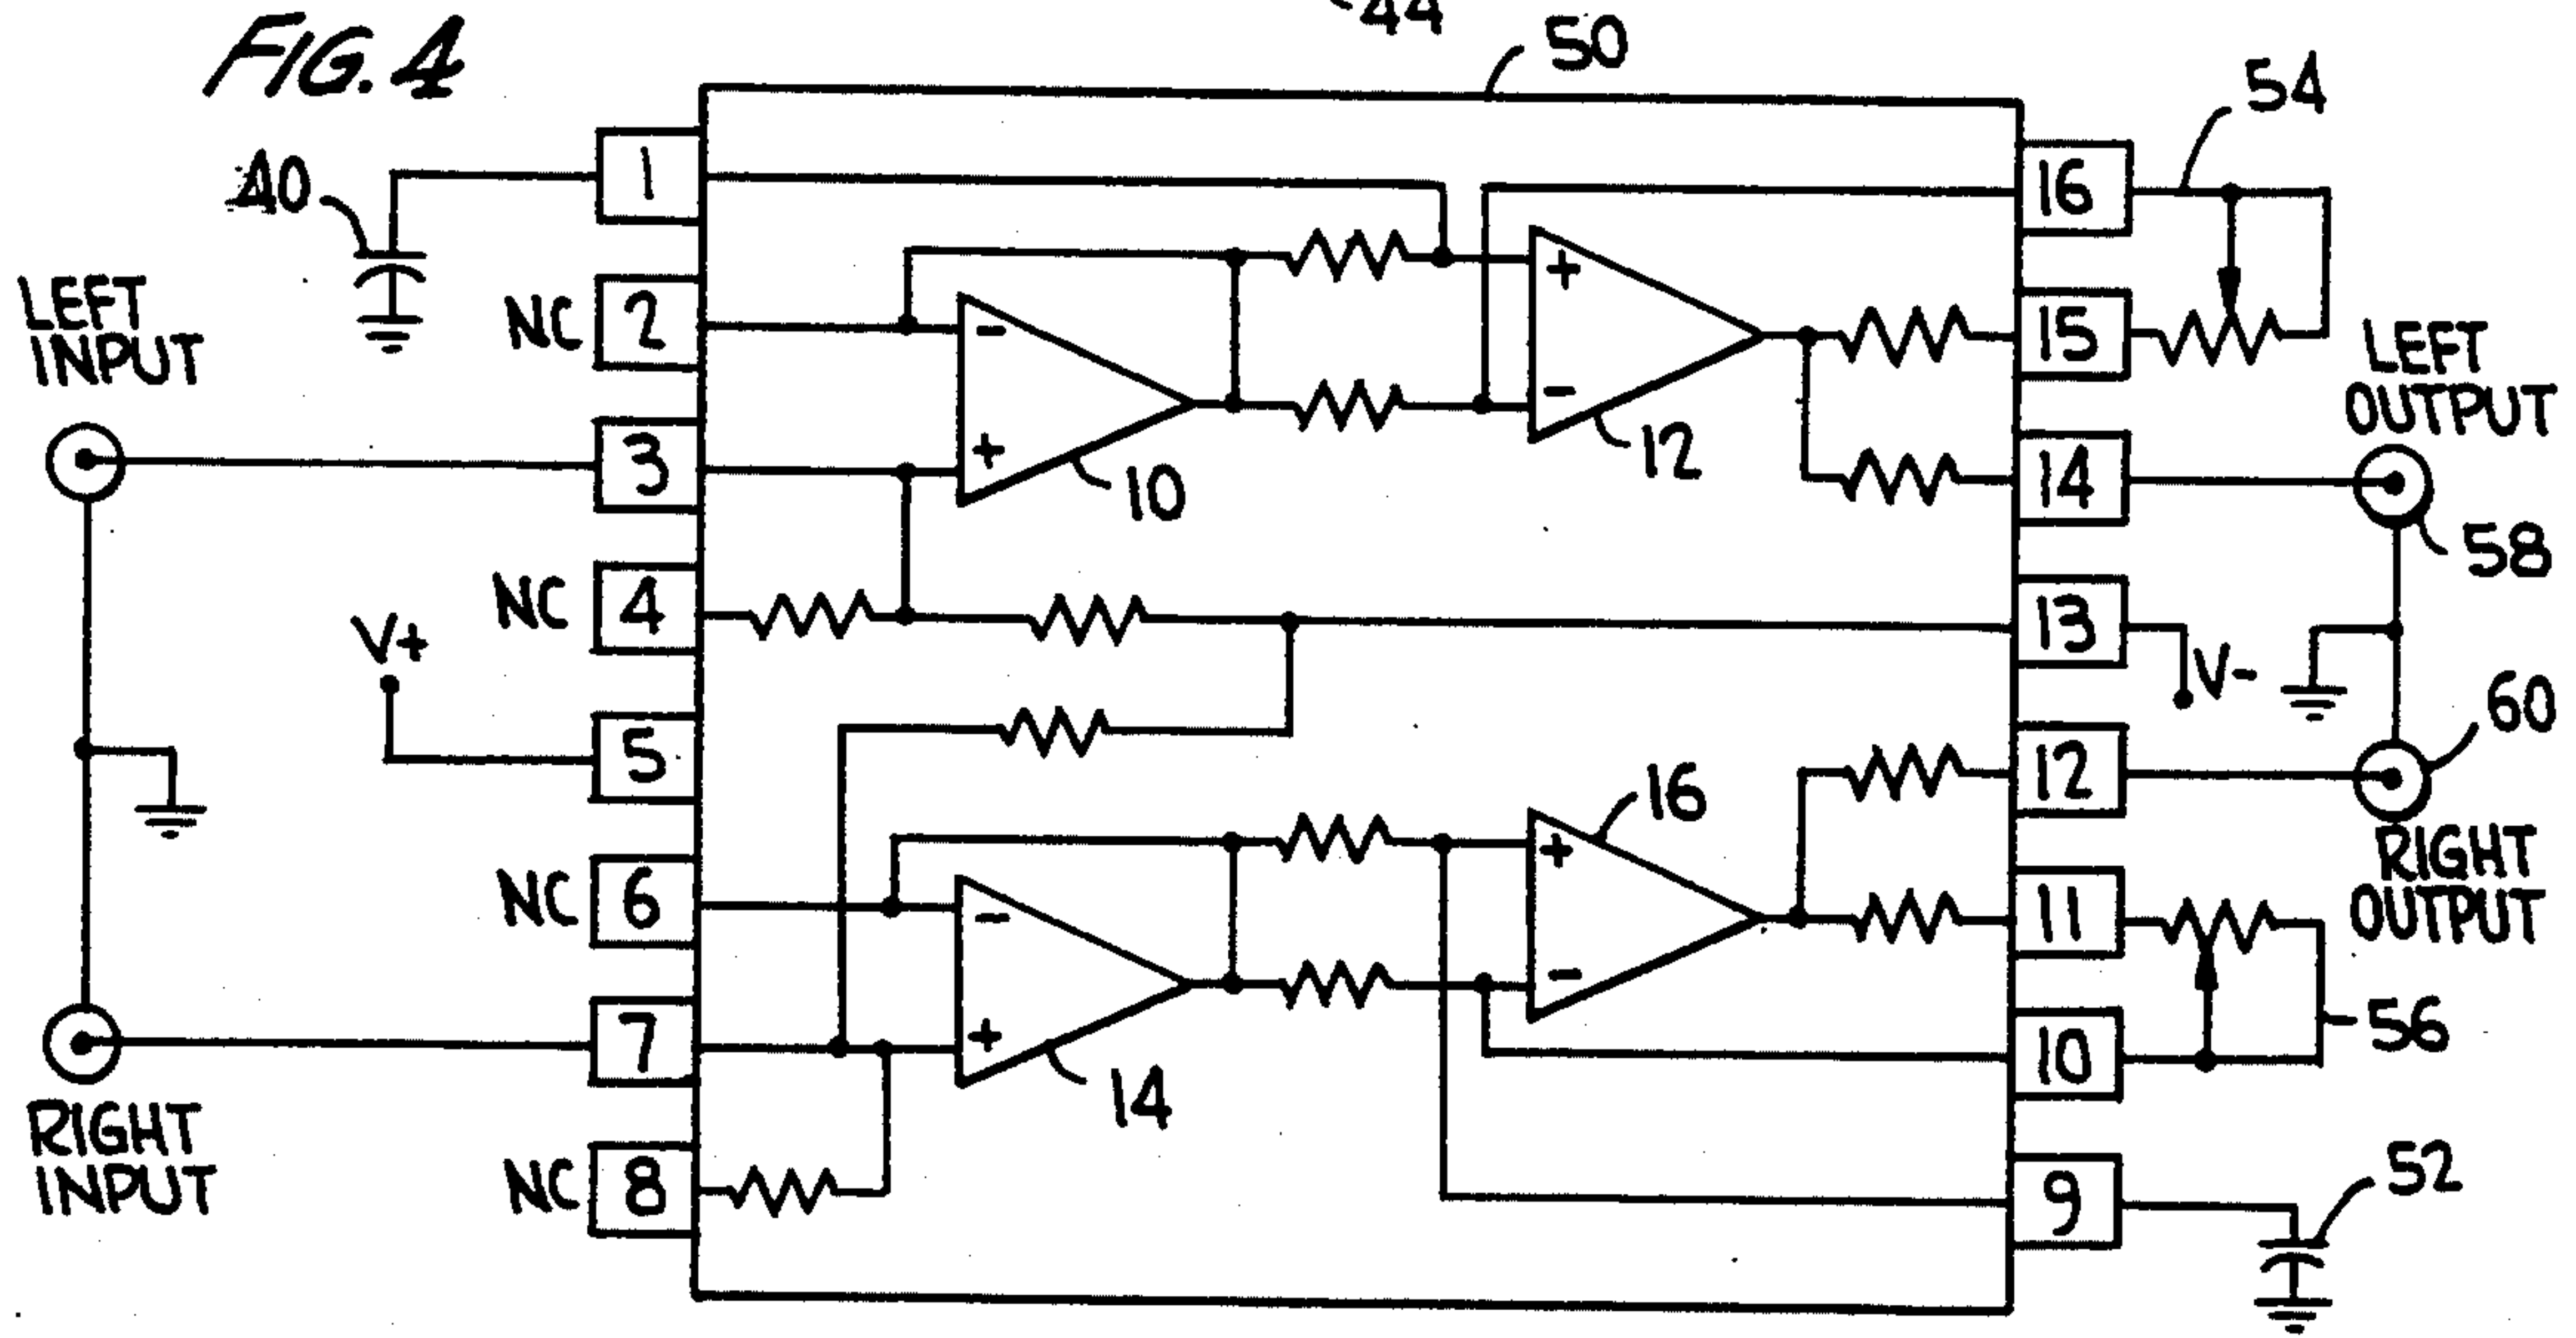 FIG. 4
44
50
54
40
1
16
LEFT
INPUT
NC
2
+
-
15
LEFT
OUTPUT
3
-
+
10
12
14
58
NC
4
V+
13
V-
5
12
60
16
RIGHT
OUTPUT
NC
6
-
+
+
-
11
7
14
10
56
RIGHT
INPUT
NC
8
9
52